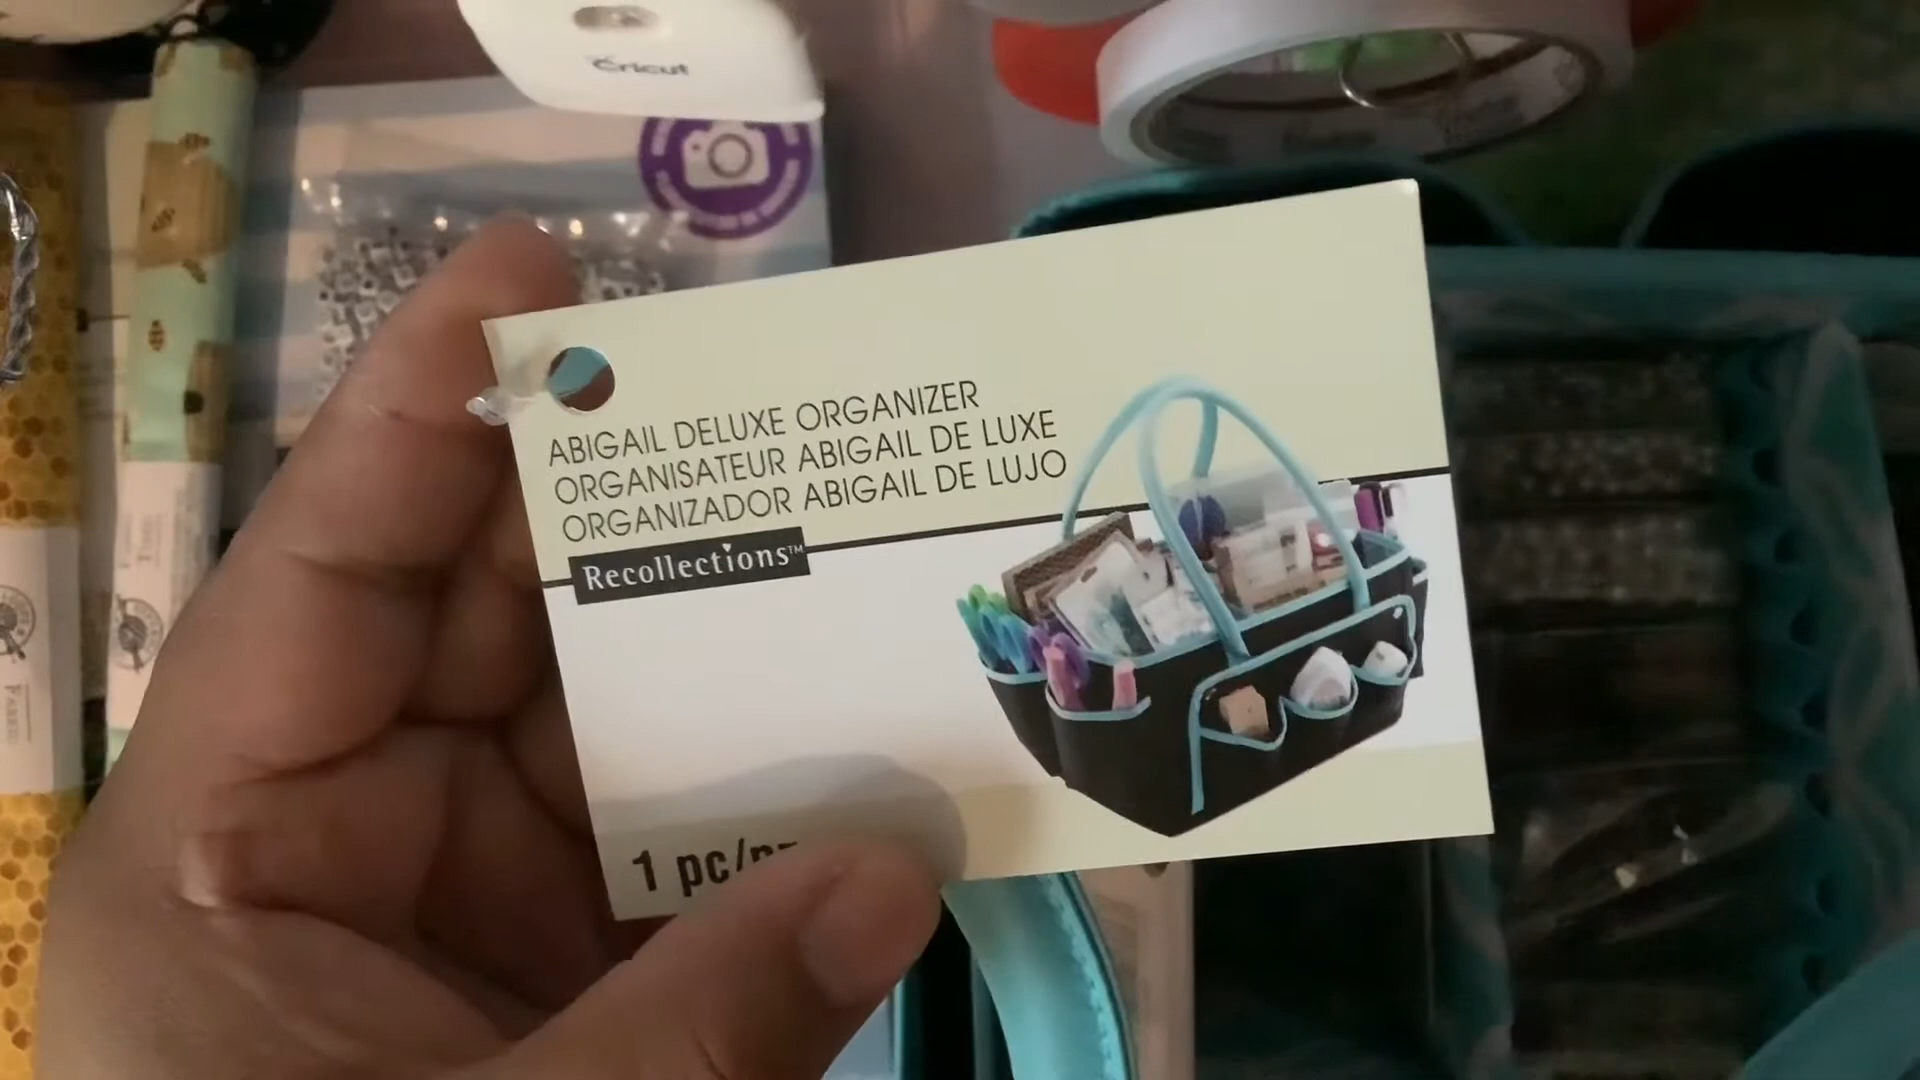 Cricut
ABIGAIL DELUXE ORGANIZER
ORGANISATEUR ABIGAIL DE LUXE
ORGANIZADOR ABIGAIL DE LUJO
Recollections™
1 pc/